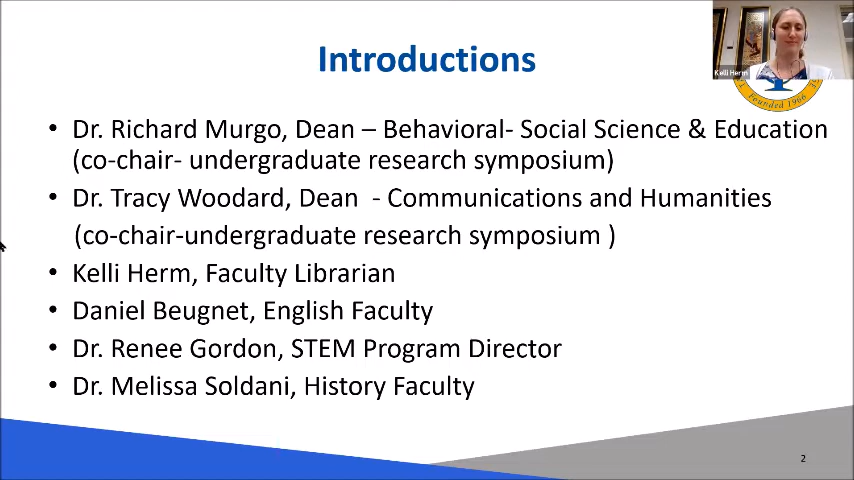 Introductions
Kelli Herm
Founded 1966
• Dr. Richard Murgo, Dean – Behavioral- Social Science & Education
(co-chair- undergraduate research symposium)
• Dr. Tracy Woodard, Dean - Communications and Humanities
(co-chair-undergraduate research symposium )
• Kelli Herm, Faculty Librarian
• Daniel Beugnet, English Faculty
• Dr. Renee Gordon, STEM Program Director
• Dr. Melissa Soldani, History Faculty
2